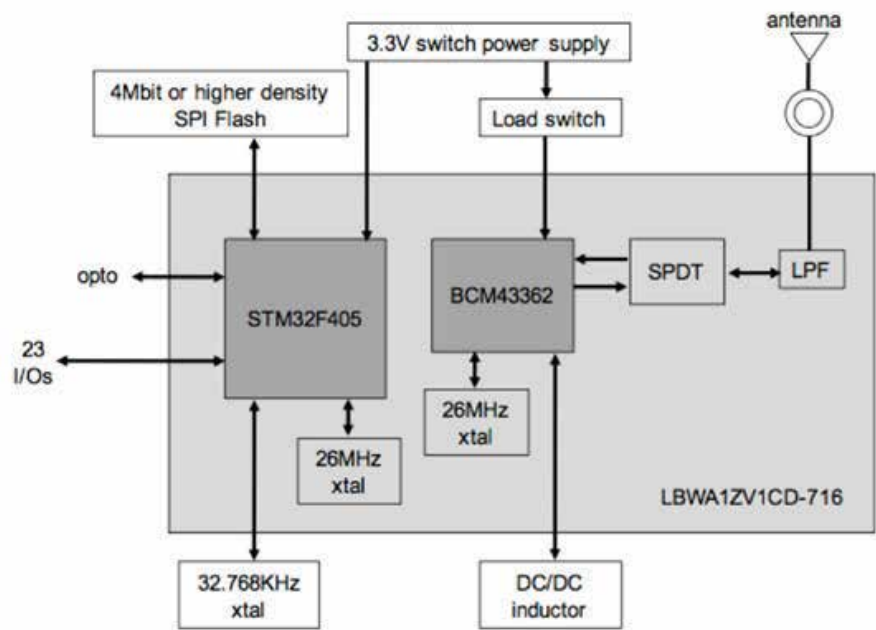 antenna
3.3V switch power supply
4Mbit or higher density
SPI Flash
Load switch
opto
STM32F405
BCM43362
SPDT
LPF
23
I/Os
26MHz
xtal
26MHz
xtal
LBWA1ZV1CD-716
32.768KHz
xtal
DC/DC
inductor